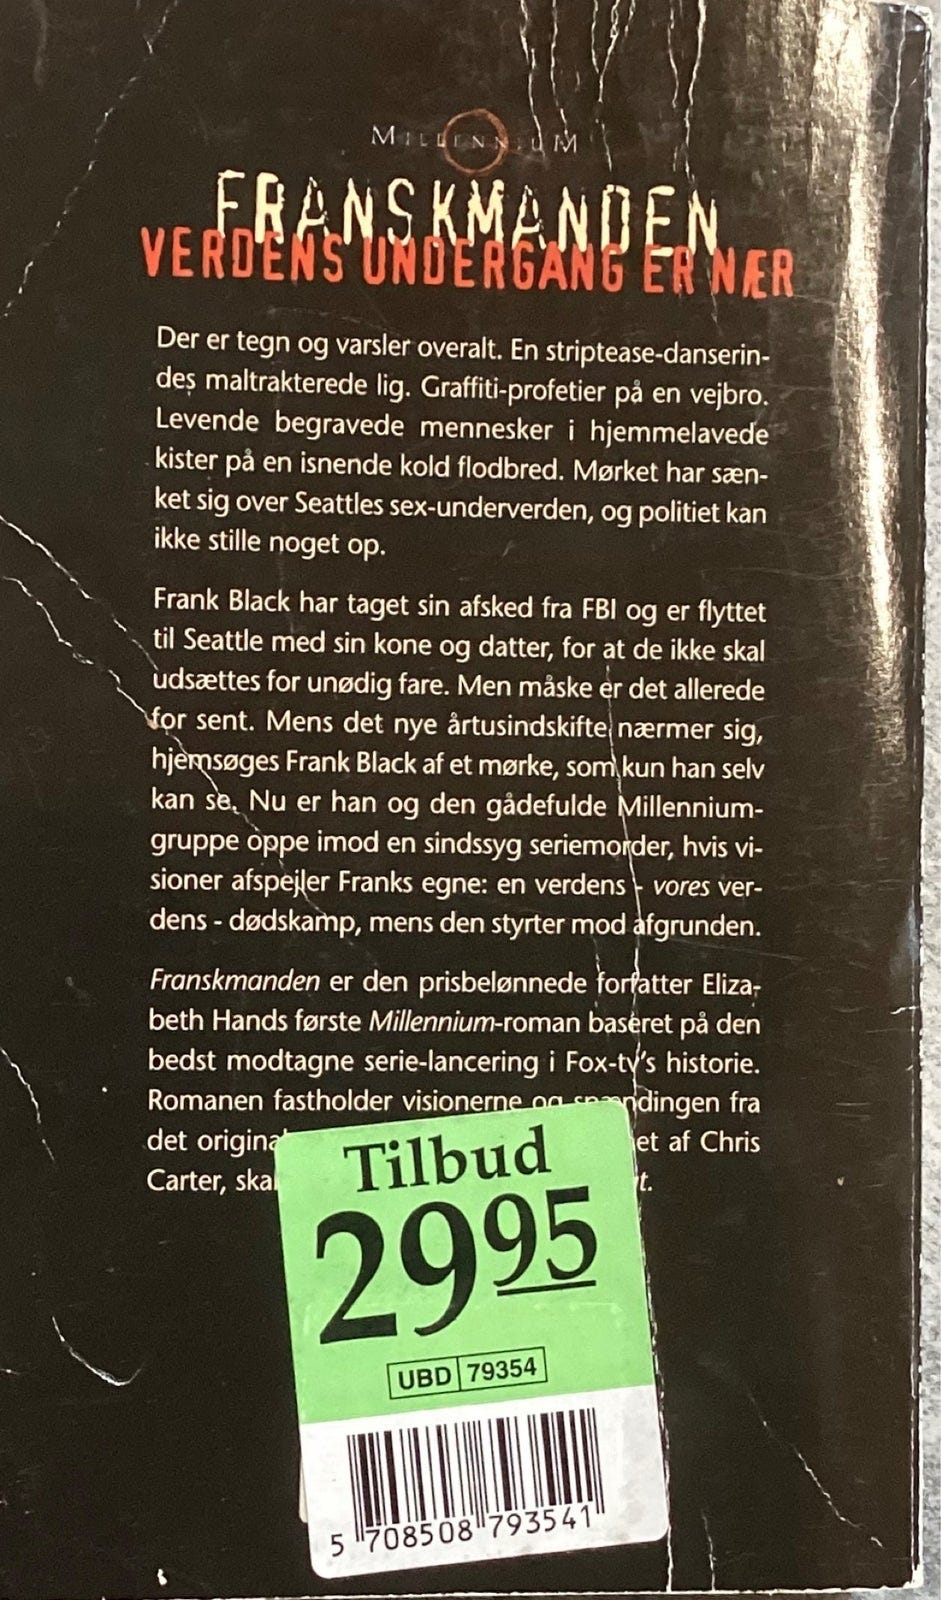 MILLENNIUM
FRANSKMANDEN
VERDENS UNDERGANG ER NÆR
Der er tegn og varsler overalt. En striptease-danserin-
des maltrakterede lig. Graffiti-profetier på en vejbro.
Levende begravede mennesker i hjemmelavede
kister på en isnende kold flodbred. Mørket har sæn-
ket sig over Seattles sex-underverden, og politiet kan
ikke stille noget op.
Frank Black har taget sin afsked fra FBI og er flyttet
til Seattle med sin kone og datter, for at de ikke skal
udsættes for unødig fare. Men måske er det allerede
for sent. Mens det nye årtusindskifte nærmer sig,
hjemsøges Frank Black af et mørke, som kun han selv
kan se. Nu er han og den gådefulde Millennium-
gruppe oppe imod en sindssyg seriemorder, hvis vi-
sioner afspejler Franks egne: en verdens - vores ver-
dens - dødskamp, mens den styrter mod afgrunden.
Franskmanden er den prisbelønnede forfatter Eliza-
beth Hands første Millennium-roman baseret på den
bedst modtagne serie-lancering i Fox-tv's historie.
Romanen fastholder visionerne og spændingen fra
det af Chris
Carter,
Tilbud
2995
UBD 79354
5 708508 793541